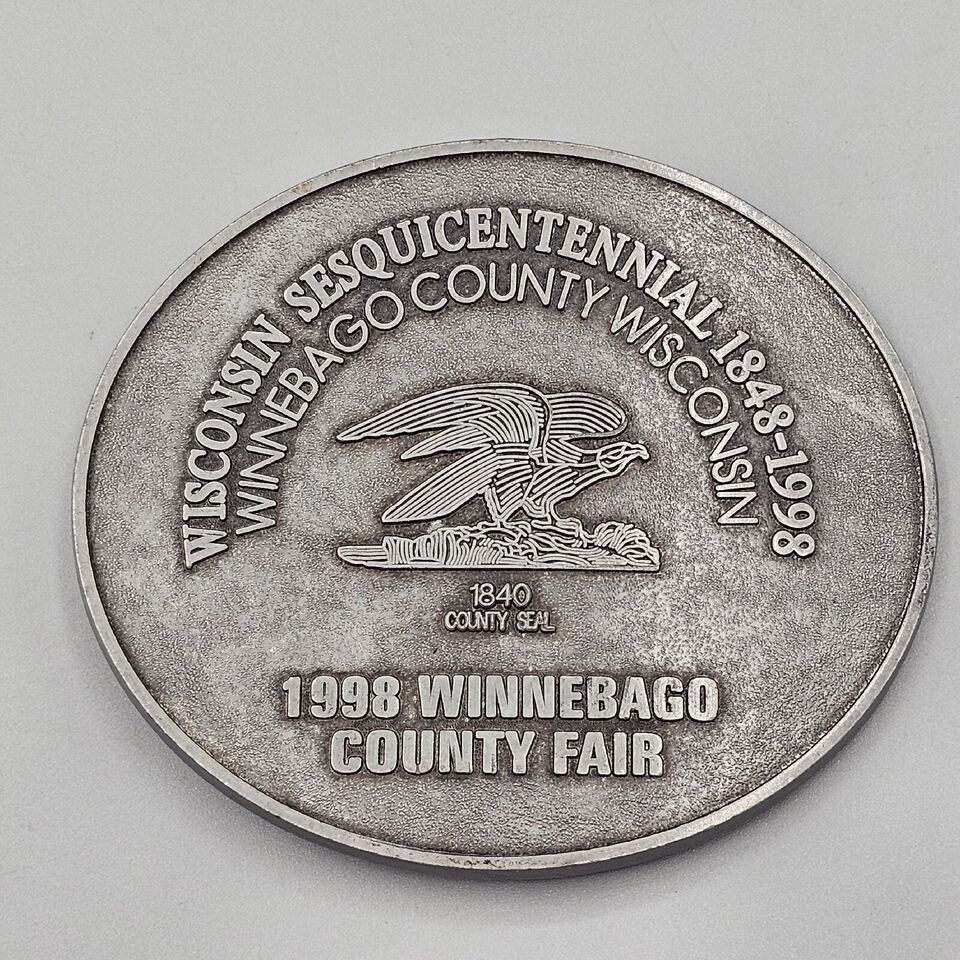 WISCONSIN SESQUICENTENNIAL 1848-1998
WINNEBAGO COUNTY WISCONSIN
1840
COUNTY SEAL
1998 WINNEBAGO
COUNTY FAIR